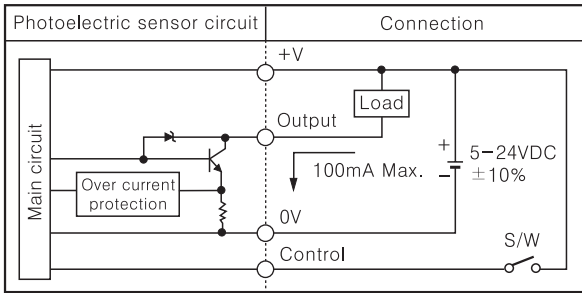 Photoelectric sensor circuit
Connection
Main circuit
+V
Load
Output
100mA Max.
+
−
5−24VDC
±10%
Over current
protection
0V
Control
S/W